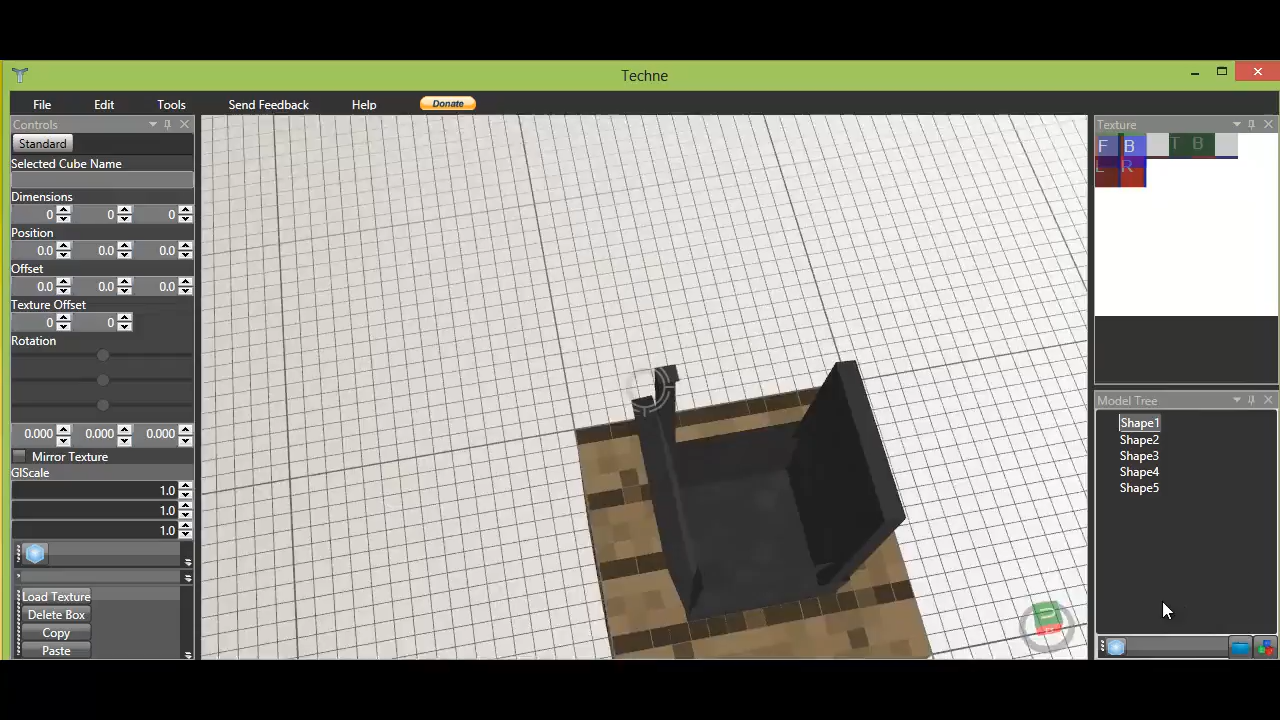 Techne
File Edit Tools Send Feedback Help Donate
Controls
Standard
Selected Cube Name
Dimensions
0 0 0
Position
0.0 0.0 0.0
Offset
0.0 0.0 0.0
Texture Offset
0 0
Rotation
0.000 0.000 0.000
Mirror Texture
GlScale
1.0
1.0
1.0
Load Texture
Delete Box
Copy
Paste
Texture
F B T B
L R
Model Tree
Shape1
Shape2
Shape3
Shape4
Shape5